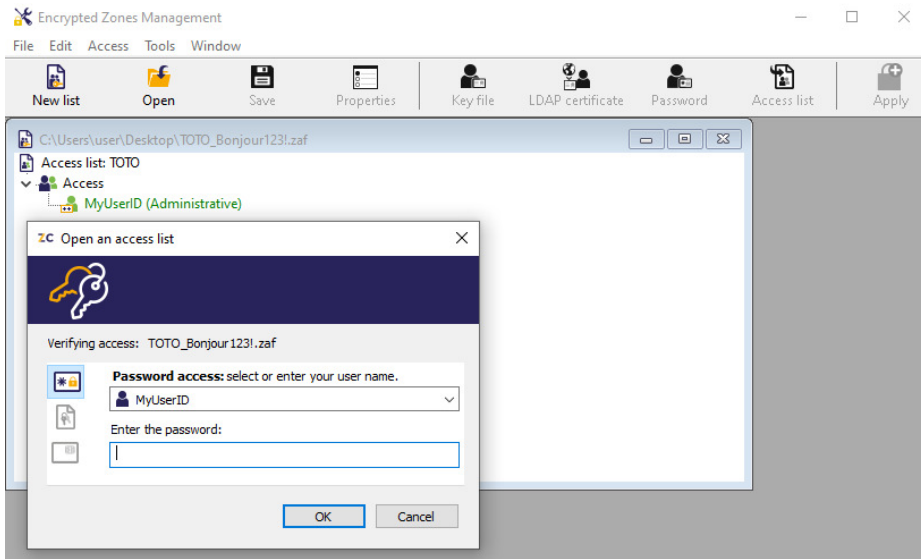 Encrypted Zones Management
File Edit Access Tools Window
New list Open Save Properties Key file LDAP certificate Password Access list Apply
C:\Users\user\Desktop\TOTO_Bonjour123!.zaf
Access list: TOTO
Access
MyUserID (Administrative)
ZC Open an access list
Verifying access: TOTO_Bonjour123!.zaf
Password access: select or enter your user name.
MyUserID
Enter the password:
OK Cancel